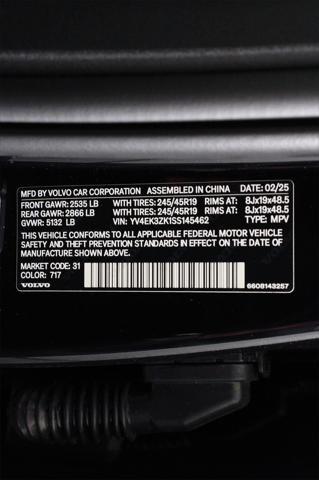 MFD BY VOLVO CAR CORPORATION ASSEMBLED IN CHINA DATE: 02/25
FRONT GAWR: 2535 LB WITH TIRES: 245/45R19 RIMS AT: 8Jx19x48.5
REAR GAWR: 2866 LB WITH TIRES: 245/45R19 RIMS AT: 8Jx19x48.5
GVWR: 5132 LB VIN: YV4EK3ZK1SS145462 TYPE: MPV
THIS VEHICLE CONFORMS TO ALL APPLICABLE FEDERAL MOTOR VEHICLE
SAFETY AND THEFT PREVENTION STANDARDS IN EFFECT ON THE DATE OF
MANUFACTURE SHOWN ABOVE.
MARKET CODE: 31
COLOR: 717
VOLVO 6608143257